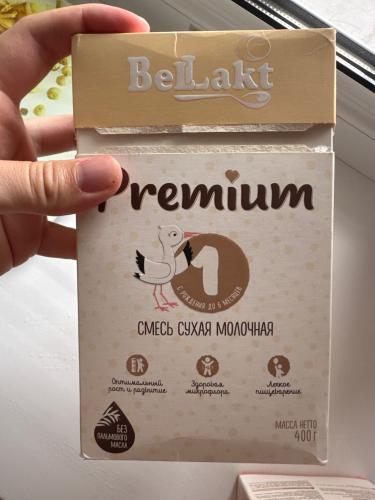 BelLakt
Premium
1
С РОЖДЕНИЯ ДО 6 МЕСЯЦЕВ
СМЕСЬ СУХАЯ МОЛОЧНАЯ
Оптимальный
рост и развитие
Здоровая
микрофлора
Легкое
пищеварение
БЕЗ
ПАЛЬМОВОГО
МАСЛА
МАССА НЕТТО
400 г